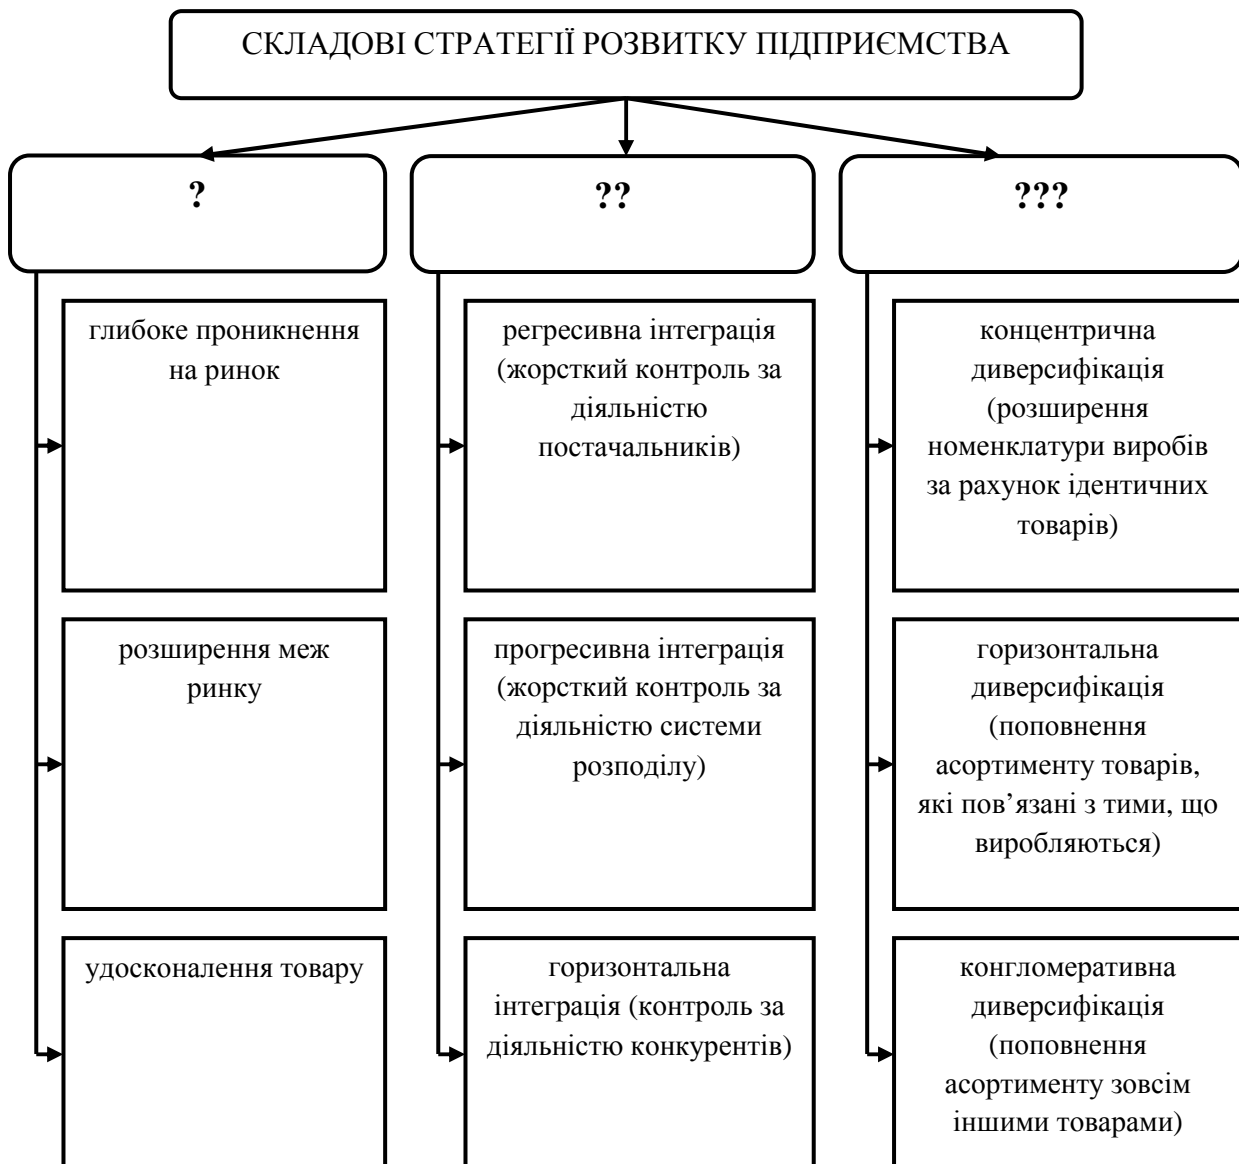 СКЛАДОВІ СТРАТЕГІЇ РОЗВИТКУ ПІДПРИЄМСТВА
?
??
???
глибоке проникнення
на ринок
регресивна інтеграція
(жорсткий контроль за
діяльністю
постачальників)
концентрична
диверсифікація
(розширення
номенклатури виробів
за рахунок ідентичних
товарів)
розширення меж
ринку
прогресивна інтеграція
(жорсткий контроль за
діяльністю системи
розподілу)
горизонтальна
диверсифікація
(поповнення
асортименту товарів,
які пов’язані з тими, що
виробляються)
удосконалення товару
горизонтальна
інтеграція (контроль за
діяльністю конкурентів)
конгломеративна
диверсифікація
(поповнення
асортименту зовсім
іншими товарами)